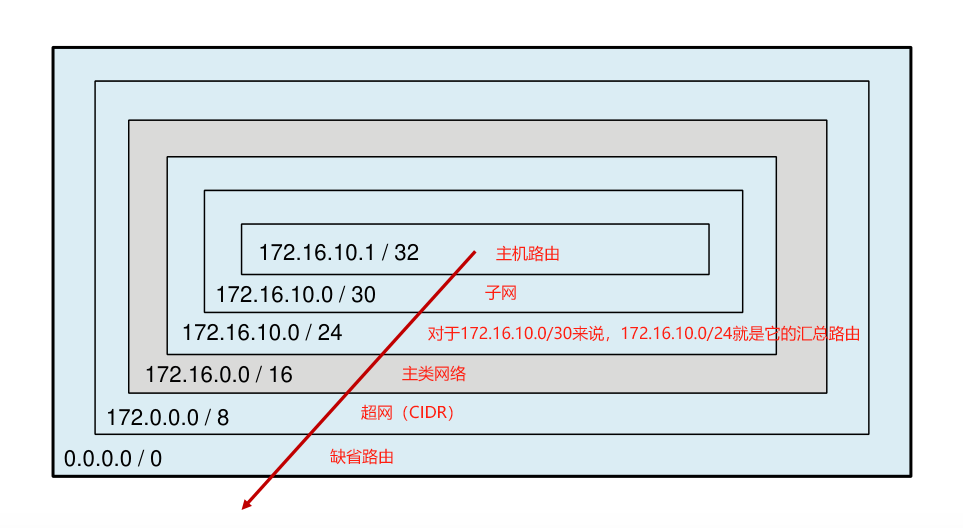 172.16.10.1 / 32 主机路由
172.16.10.0 / 30 子网
172.16.10.0 / 24 对于172.16.10.0/30来说，172.16.10.0/24就是它的汇总路由
172.16.0.0 / 16 主类网络
172.0.0.0 / 8 超网（CIDR）
0.0.0.0 / 0 缺省路由